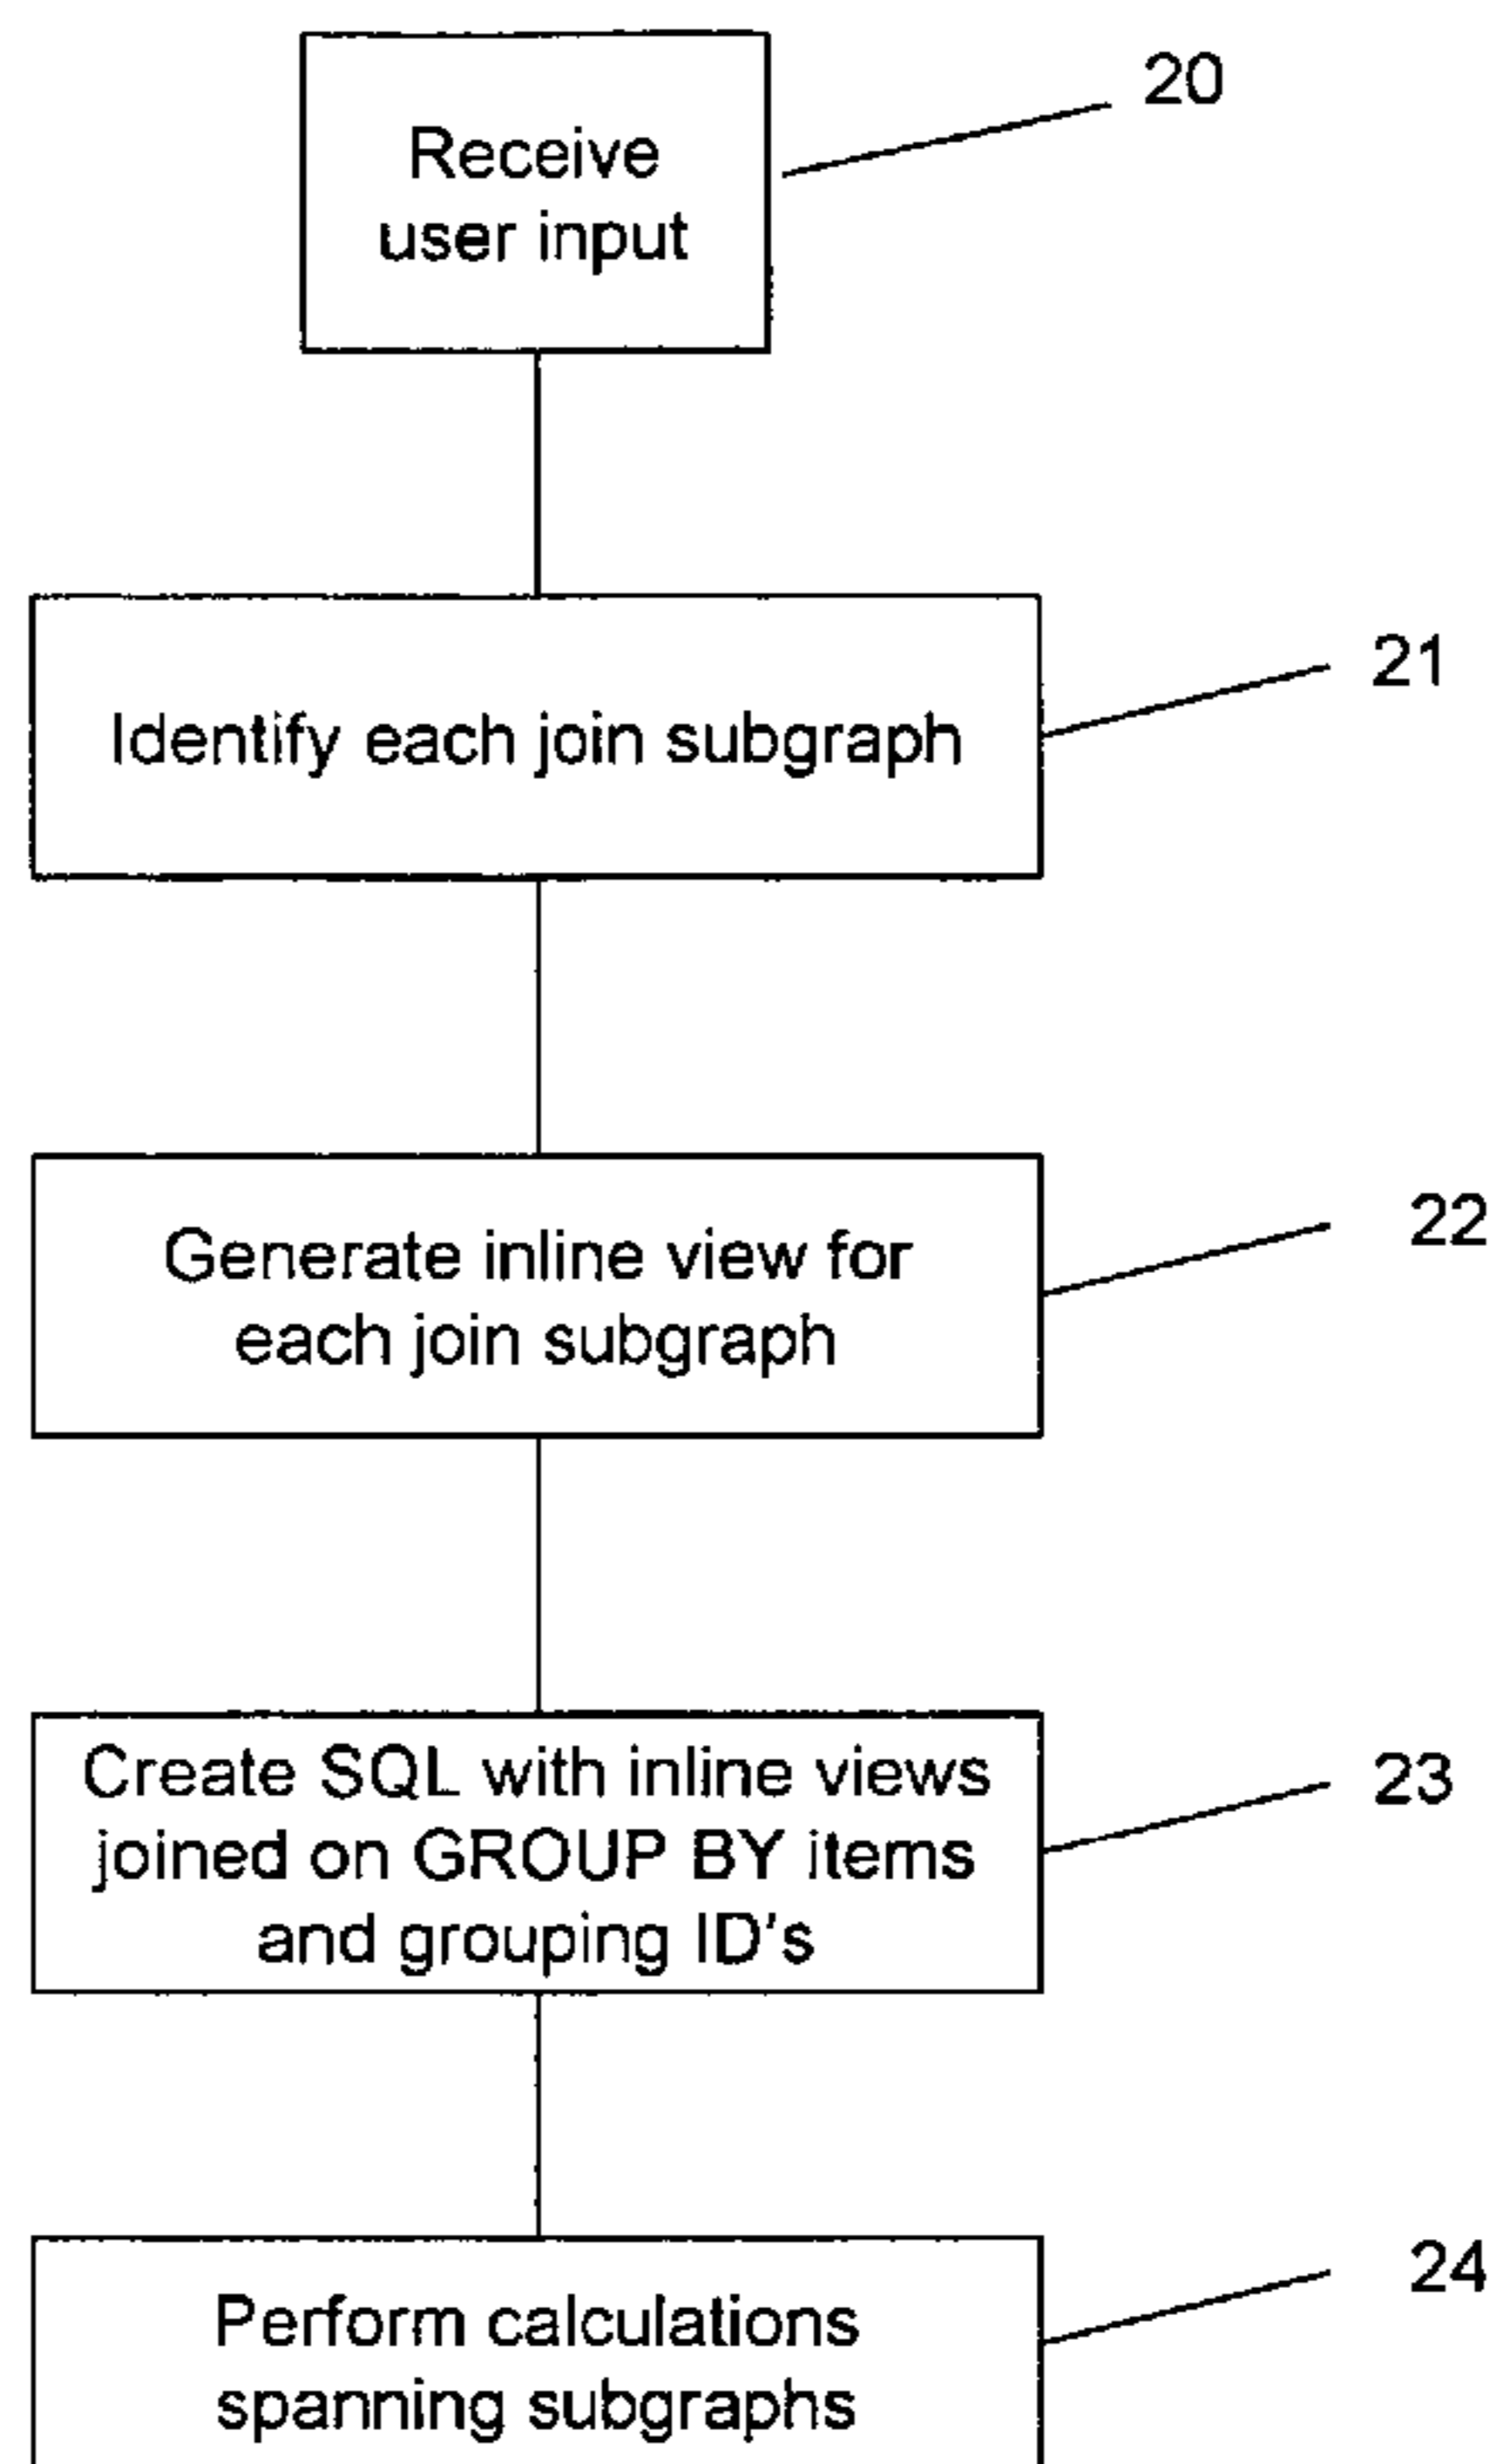 Receive
user input
20
Identify each join subgraph
21
Generate inline view for
each join subgraph
22
Create SQL with inline views
joined on GROUP BY items
and grouping ID's
23
Perform calculations
spanning subgraphs
24